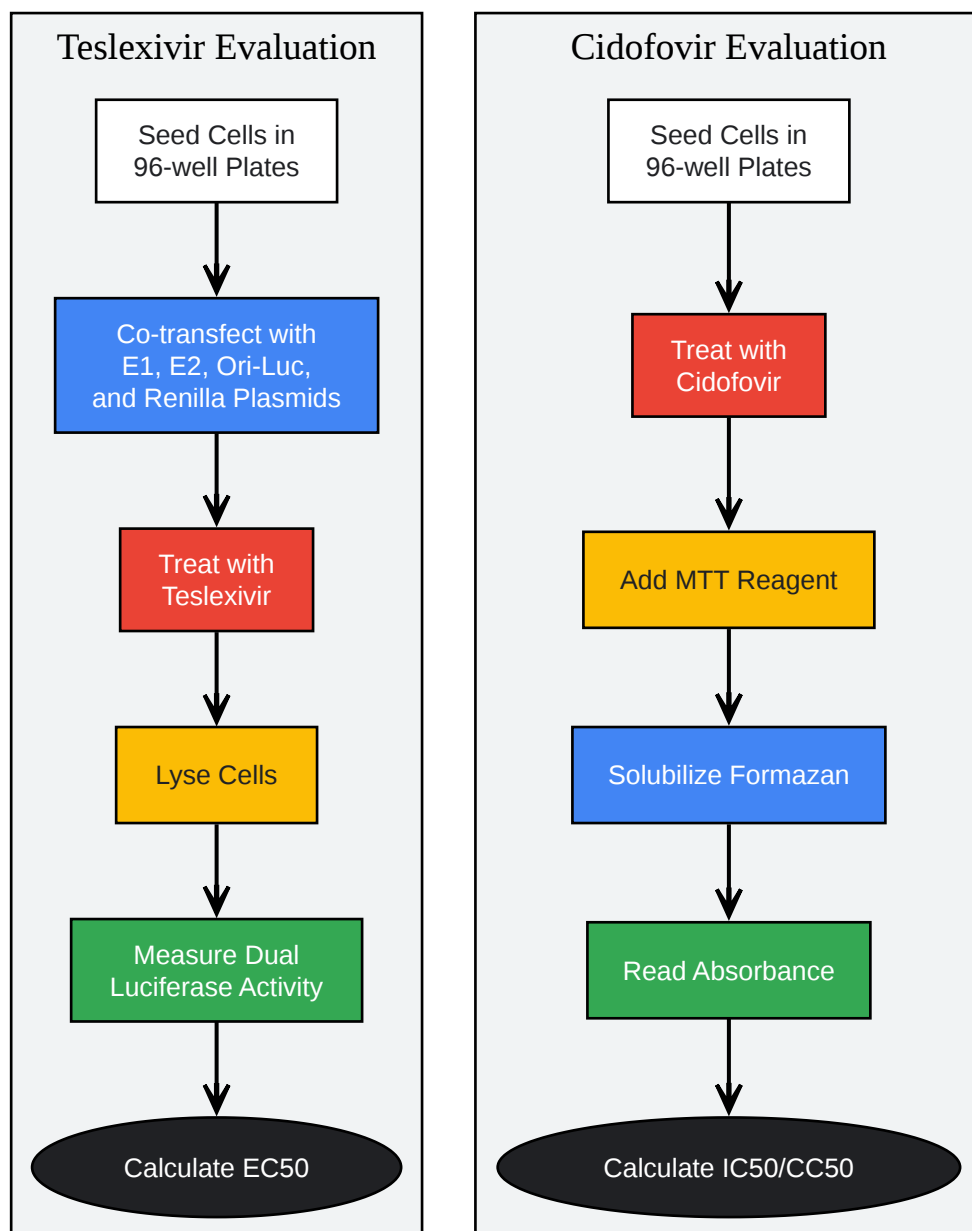 Teslexivir Evaluation
Seed Cells in
96-well Plates
Co-transfect with
E1, E2, Ori-Luc,
and Renilla Plasmids
Treat with
Teslexivir
Lyse Cells
Measure Dual
Luciferase Activity
Calculate EC50
Cidofovir Evaluation
Seed Cells in
96-well Plates
Treat with
Cidofovir
Add MTT Reagent
Solubilize Formazan
Read Absorbance
Calculate IC50/CC50